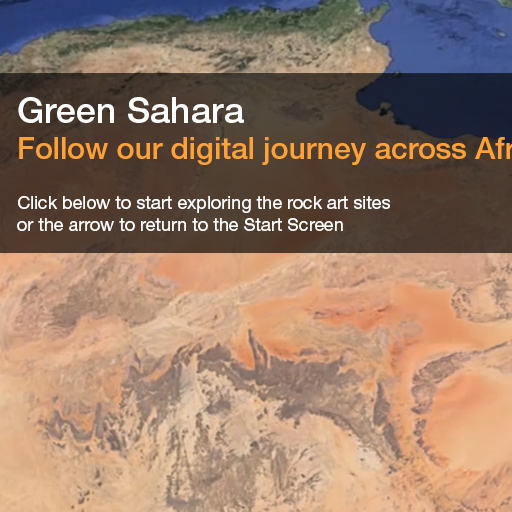 Green Sahara
Follow our digital journey across Afr
Click below to start exploring the rock art sites
or the arrow to return to the Start Screen